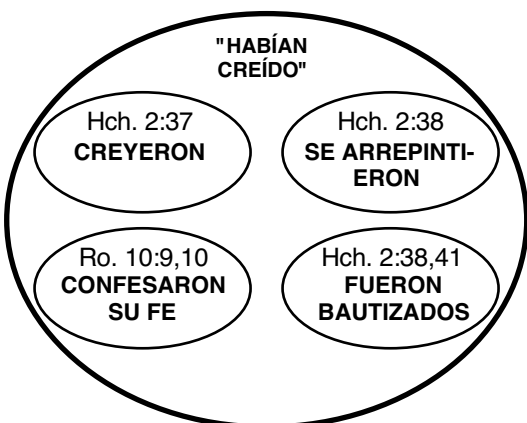 "HABÍAN
CREÍDO"
Hch. 2:37
CREYERON
Hch. 2:38
SE ARREPINTI-
ERON
Ro. 10:9,10
CONFESARON
SU FE
Hch. 2:38,41
FUERON
BAUTIZADOS